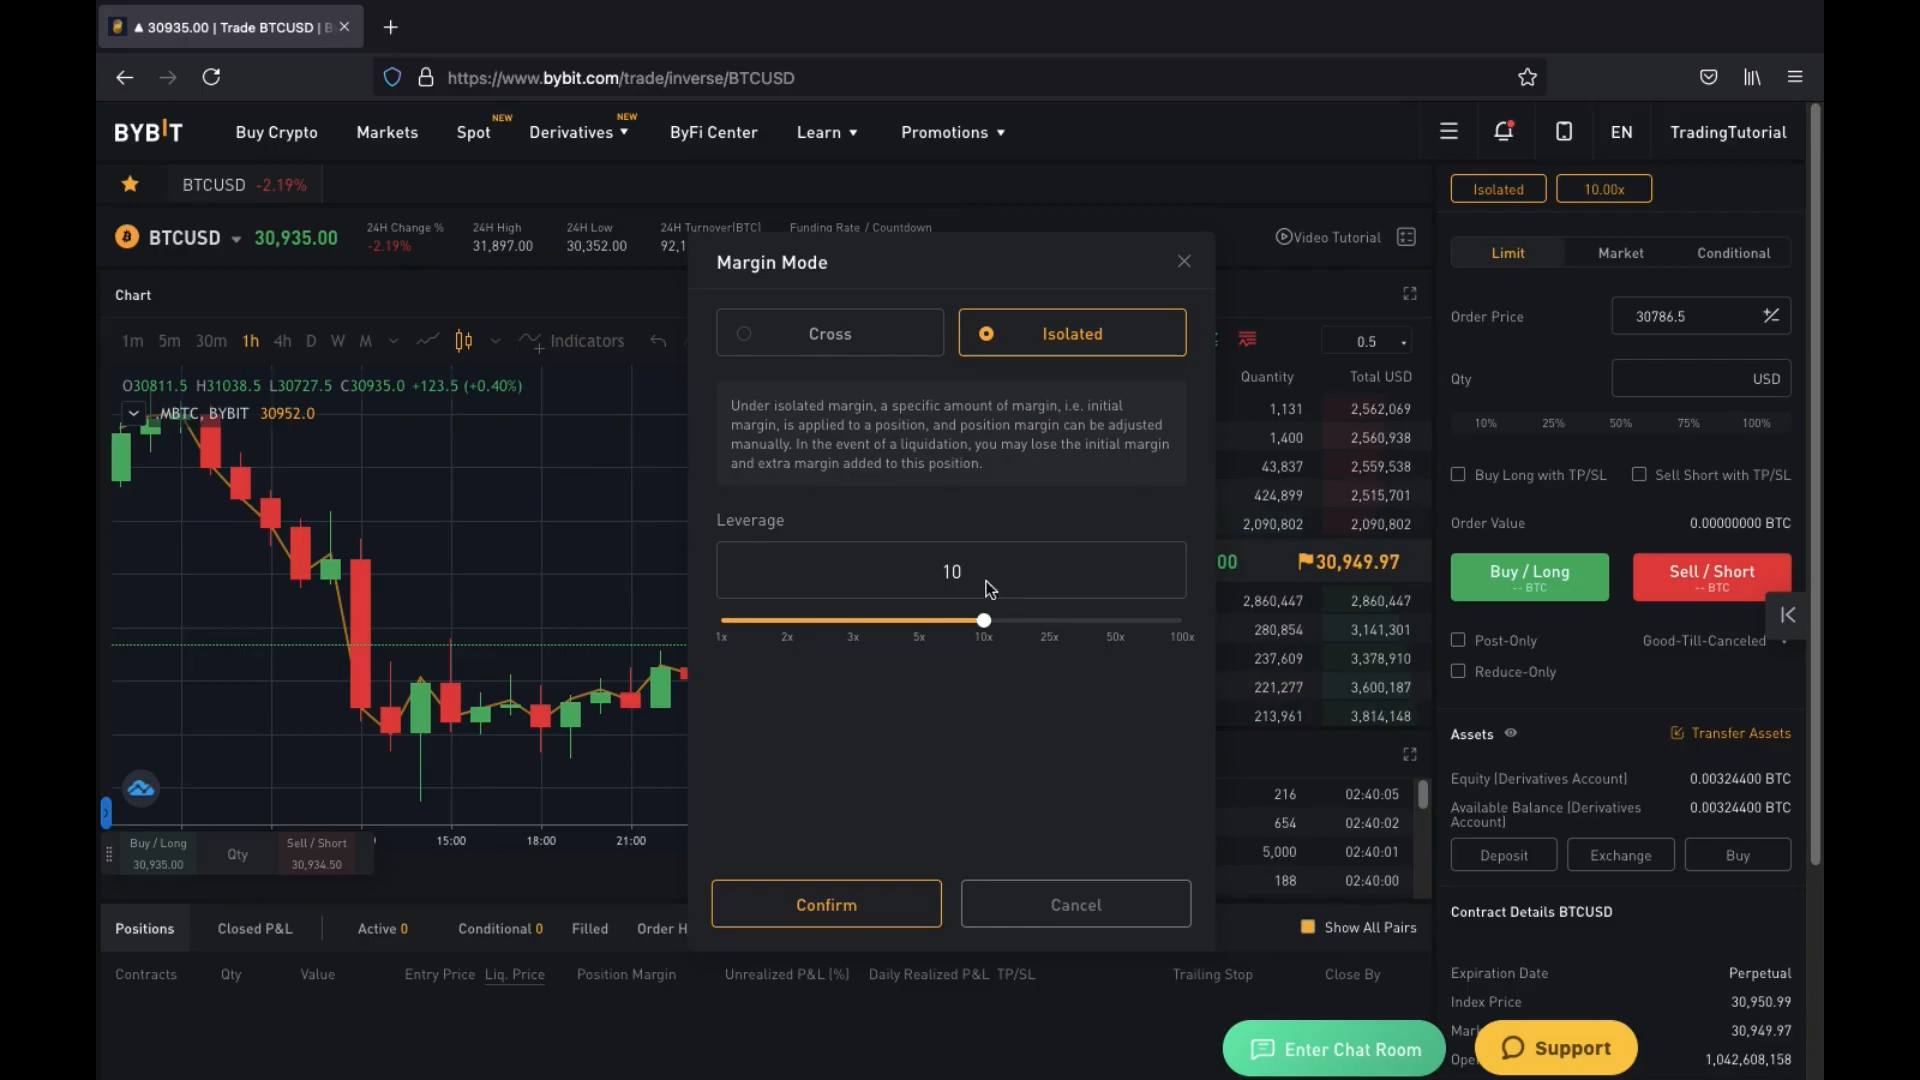 ▲ 30935.00 | Trade BTCUSD |
https://www.bybit.com/trade/inverse/BTCUSD
BYBIT
Buy Crypto
Markets
Spot NEW
Derivatives NEW
ByFi Center
Learn
Promotions
EN
TradingTutorial
BTCUSD -2.19%
Isolated
10.00x
BTCUSD 30,935.00
24H Change %
-2.19%
24H High
31,897.00
24H Low
30,352.00
24H Turnover(BTC)
92,1
Funding Rate / Countdown
Video Tutorial
Chart
1m 5m 30m 1h 4h D W M
Indicators
O30811.5 H31038.5 L30727.5 C30935.0 +123.5 (+0.40%)
.MBTC, BYBIT 30952.0
15:00 18:00 21:00
Buy / Long
30,935.00
Qty
Sell / Short
30,934.50
Margin Mode
Cross
Isolated
Under isolated margin, a specific amount of margin, i.e. initial
margin, is applied to a position, and position margin can be adjusted
manually. In the event of a liquidation, you may lose the initial margin
and extra margin added to this position.
Leverage
10
1x 2x 3x 5x 10x 25x 50x 100x
Confirm
Cancel
0.5
Quantity Total USD
1,131 2,562,069
1,400 2,560,938
43,837 2,559,538
424,899 2,515,701
2,090,802 2,090,802
00 30,949.97
2,860,447 2,860,447
280,854 3,141,301
237,609 3,378,910
221,277 3,600,187
213,961 3,814,148
216 02:40:05
654 02:40:02
5,000 02:40:01
188 02:40:00
Limit
Market
Conditional
Order Price 30786.5
Qty USD
10% 25% 50% 75% 100%
Buy Long with TP/SL
Sell Short with TP/SL
Order Value 0.00000000 BTC
Buy / Long
-- BTC
Sell / Short
-- BTC
Post-Only
Good-Till-Canceled
Reduce-Only
Assets
Transfer Assets
Equity (Derivatives Account) 0.00324400 BTC
Available Balance (Derivatives
Account)
0.00324400 BTC
Deposit
Exchange
Buy
Contract Details BTCUSD
Expiration Date Perpetual
Index Price 30,950.99
Mar 30,949.97
Ope 1,042,608,158
Positions
Closed P&L
Active 0
Conditional 0
Filled
Order H
Show All Pairs
Contracts
Qty
Value
Entry Price
Liq. Price
Position Margin
Unrealized P&L (%)
Daily Realized P&L
TP/SL
Trailing Stop
Close By
Enter Chat Room
Support